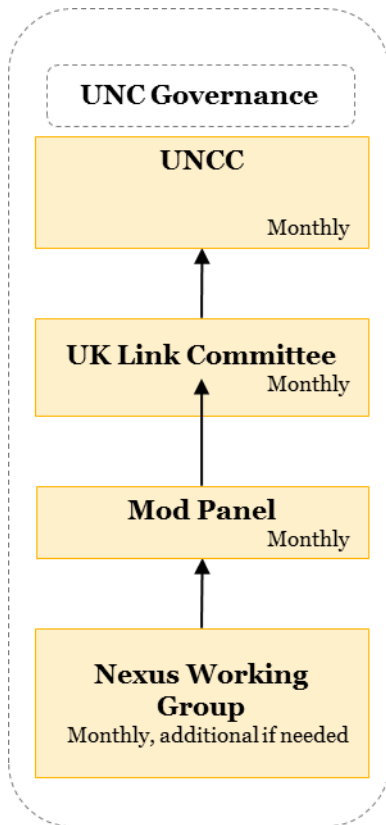 UNC Governance
UNCC
Monthly
UK Link Committee
Monthly
Mod Panel
Monthly
Nexus Working
Group
Monthly, additional if needed